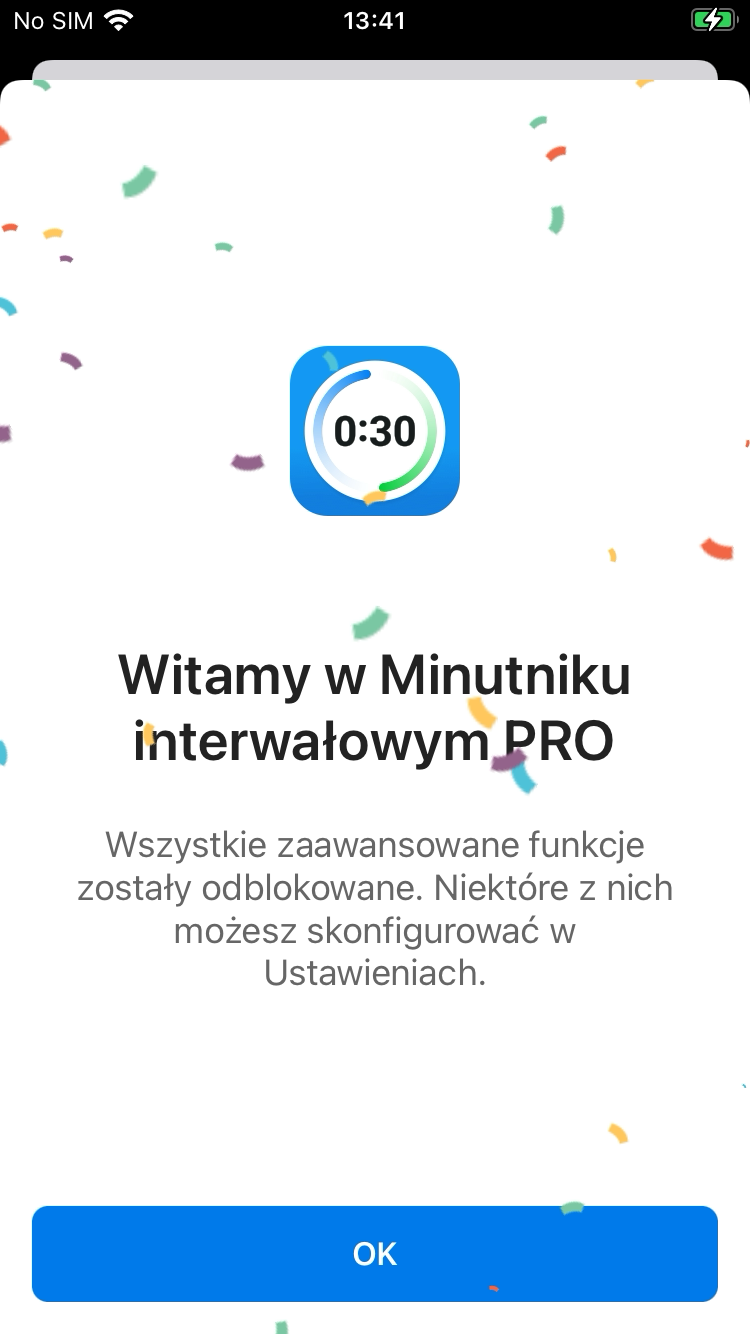 No SIM 13:41
0:30
Witamy w Minutniku
interwałowym PRO
Wszystkie zaawansowane funkcje
zostały odblokowane. Niektóre z nich
możesz skonfigurować w
Ustawieniach.
OK